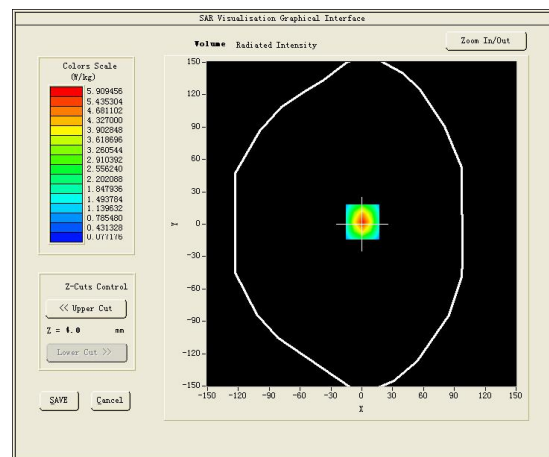 SAR Visualisation Graphical Interface
Volume Radiated Intensity
Zoom In/Out
Colors Scale
(W/kg)
5.909456
5.435304
4.681102
4.327000
3.902848
3.618696
3.260544
2.910392
2.556240
2.202088
1.847936
1.493784
1.139632
0.785480
0.431328
0.077176
Z-Cuts Control
<< Upper Cut
Z = 4.0 mm
Lower Cut >>
SAVE Cancel
150-
120-
90-
60-
30-
Y 0-
-30-
-60-
-90-
-120-
-150-
-150 -120 -90 -60 -30 0 30 60 90 120 150
X